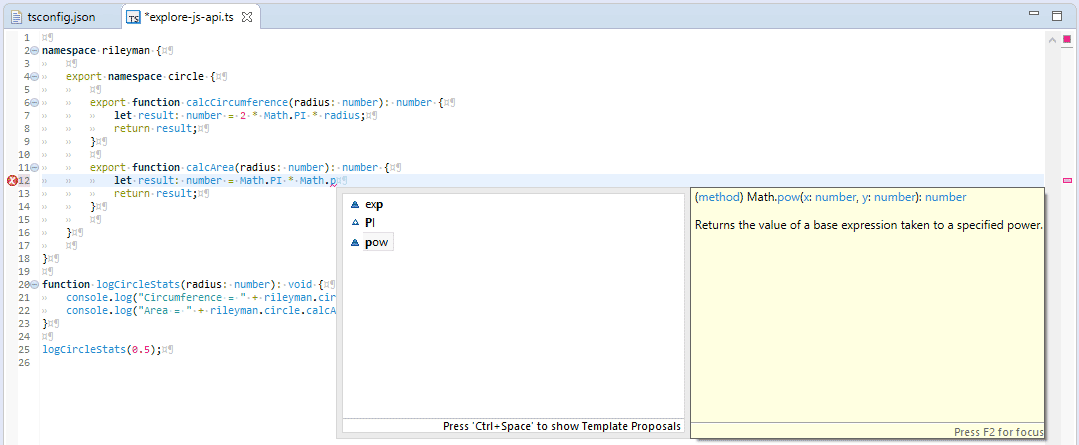 tsconfig.json
*explore-js-api.ts
1
2 namespace rileyman {
3
4 export namespace circle {
5
6 export function calcCircumference(radius: number): number {
7 let result: number = 2 * Math.PI * radius;
8 return result;
9 }
10
11 export function calcArea(radius: number): number {
12 let result: number = Math.PI * Math.p
13 return result;
14 }
15
16 }
17
18 }
19
20 function logCircleStats(radius: number): void {
21 console.log("Circumference = " + rileyman.cir
22 console.log("Area = " + rileyman.circle.calcA
23 }
24
25 logCircleStats(0.5);
26
exp
PI
pow
Press 'Ctrl+Space' to show Template Proposals
(method) Math.pow(x: number, y: number): number
Returns the value of a base expression taken to a specified power.
Press F2 for focus